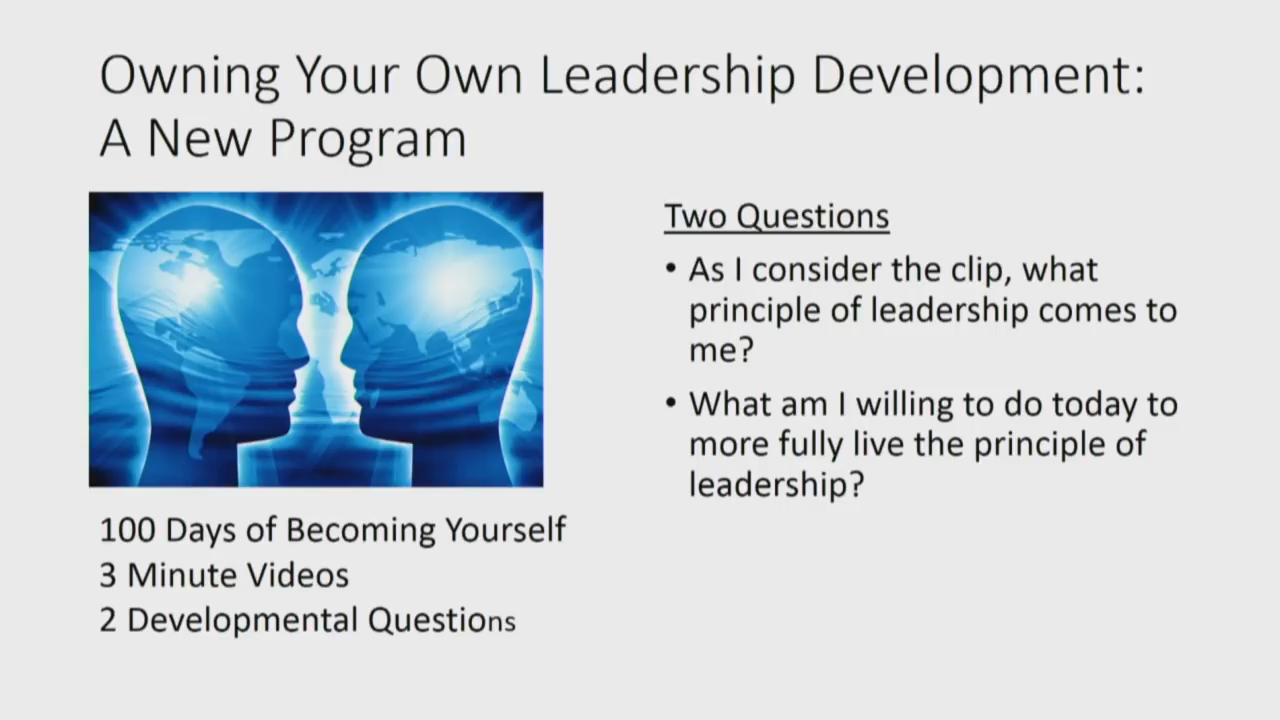 Owning Your Own Leadership Development:
A New Program
Two Questions
• As I consider the clip, what
principle of leadership comes to
me?
• What am I willing to do today to
more fully live the principle of
leadership?
100 Days of Becoming Yourself
3 Minute Videos
2 Developmental Questions